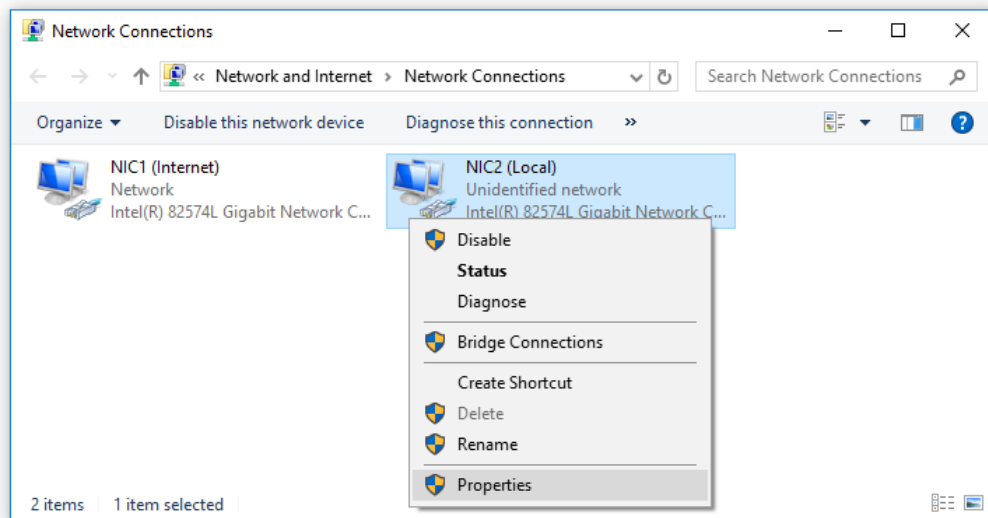 Network Connections
« Network and Internet › Network Connections
Search Network Connections
Organize
Disable this network device
Diagnose this connection
»
?
NIC1 (Internet)
Network
Intel(R) 82574L Gigabit Network C...
NIC2 (Local)
Unidentified network
Intel(R) 82574L Gigabit Network C...
Disable
Status
Diagnose
Bridge Connections
Create Shortcut
Delete
Rename
Properties
2 items
1 item selected